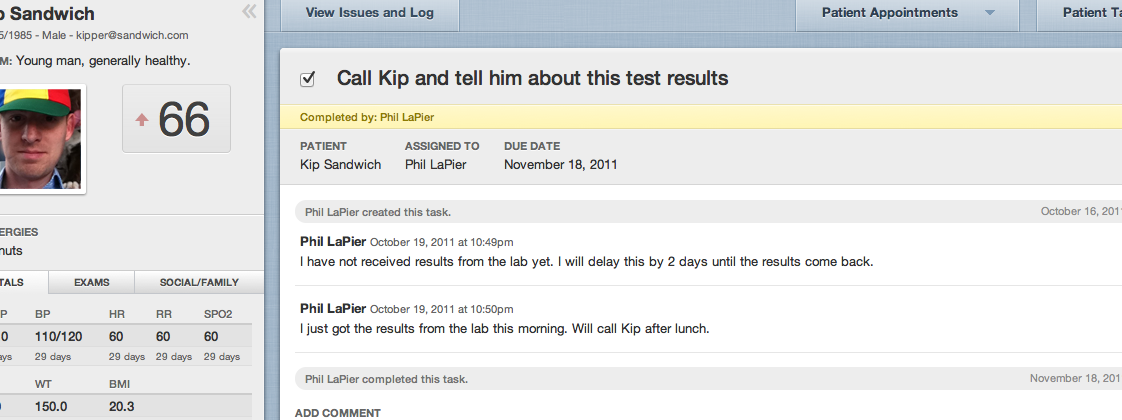 p Sandwich
5/1985 - Male - kipper@sandwich.com
M: Young man, generally healthy.
66
ERGIES
nuts
TALS EXAMS SOCIAL/FAMILY
P BP HR RR SPO2
0 110/120 60 60 60
ays 29 days 29 days 29 days 29 days
WT BMI
150.0 20.3
View Issues and Log Patient Appointments Patient Ta
Call Kip and tell him about this test results
Completed by: Phil LaPier
PATIENT ASSIGNED TO DUE DATE
Kip Sandwich Phil LaPier November 18, 2011
Phil LaPier created this task. October 16, 201
Phil LaPier October 19, 2011 at 10:49pm
I have not received results from the lab yet. I will delay this by 2 days until the results come back.
Phil LaPier October 19, 2011 at 10:50pm
I just got the results from the lab this morning. Will call Kip after lunch.
Phil LaPier completed this task. November 18, 201
ADD COMMENT